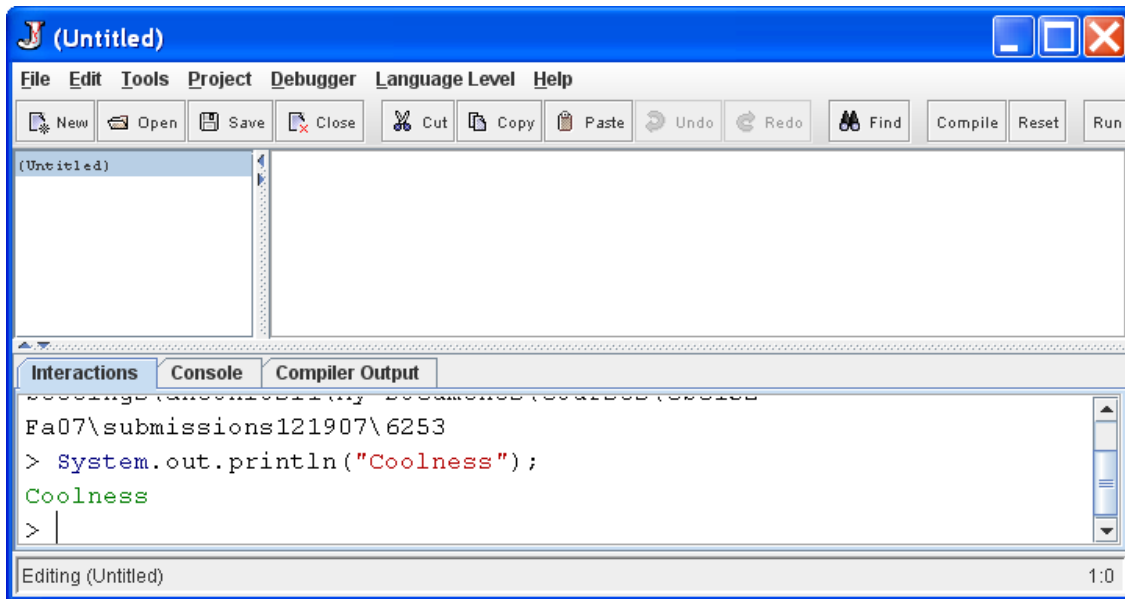 (Untitled)
File Edit Tools Project Debugger Language Level Help
New Open Save Close Cut Copy Paste Undo Redo Find Compile Reset Run
(Untitled)
Interactions Console Compiler Output
Fa07\submissions121907\6253
> System.out.println("Coolness");
Coolness
>
Editing (Untitled) 1:0